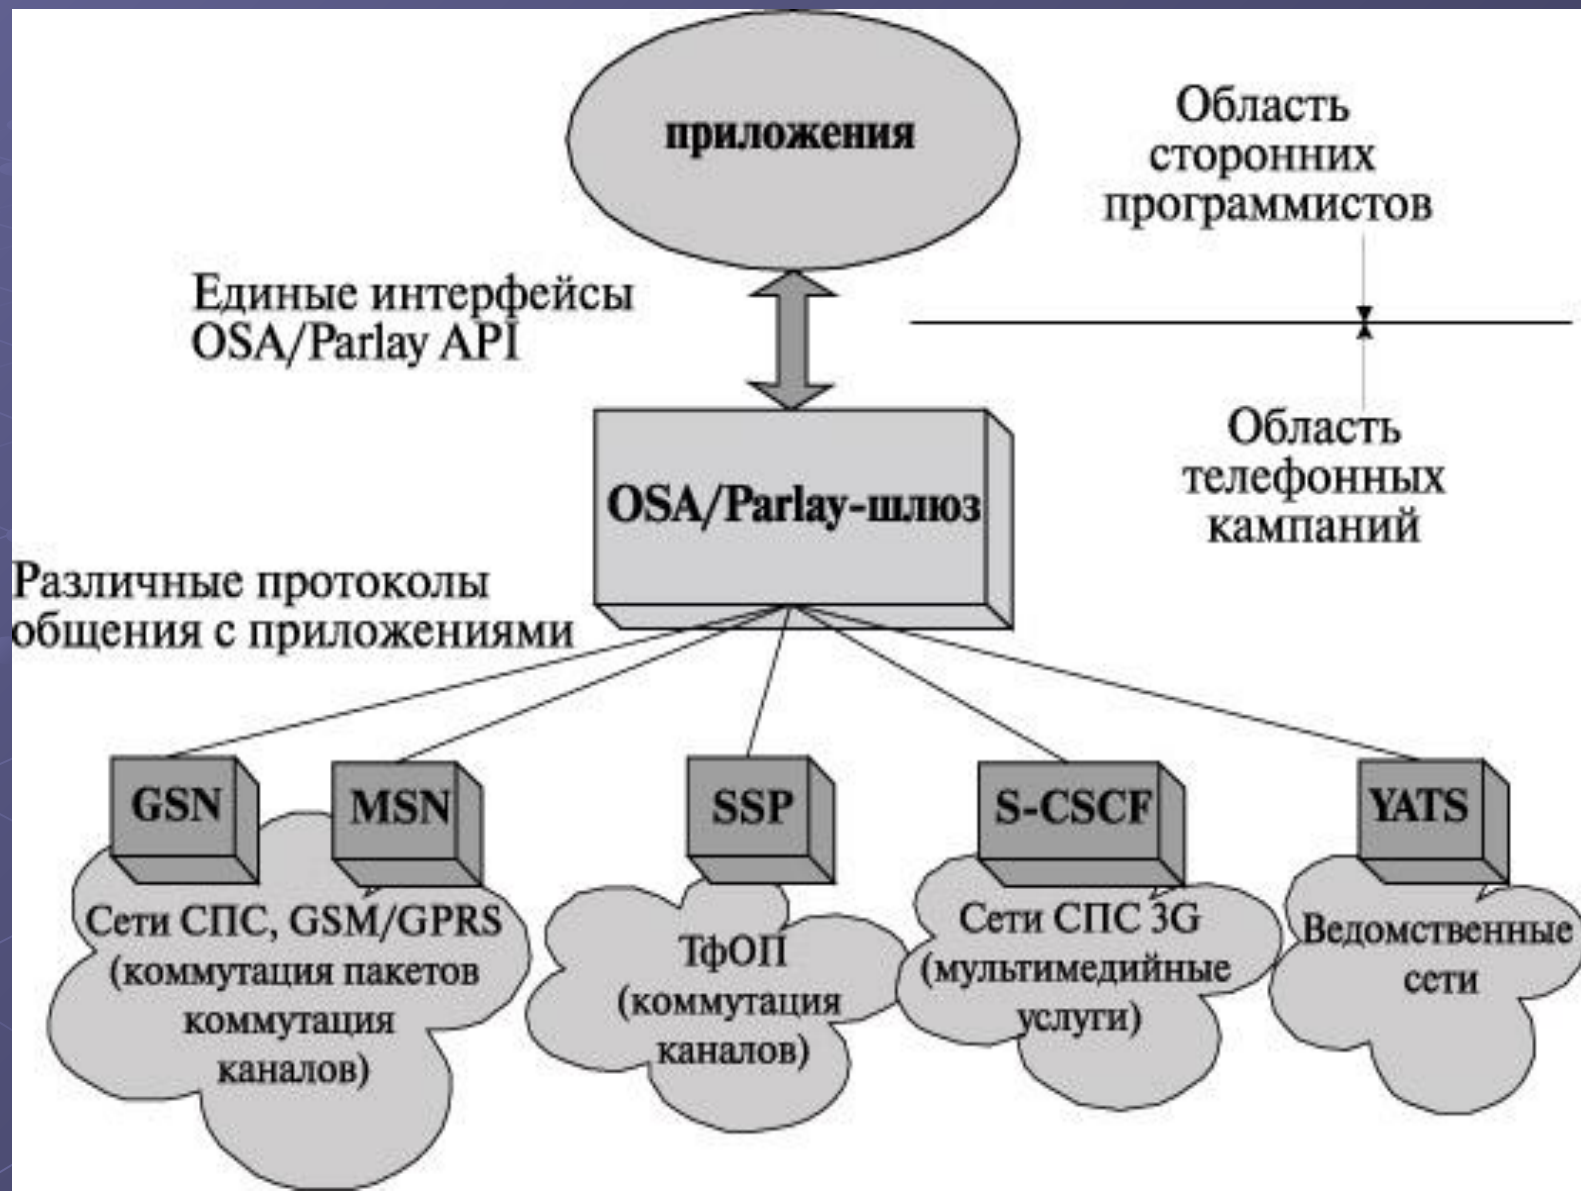 приложения
Область
сторонних
программистов
Единые интерфейсы
OSA/Parlay API
Область
телефонных
кампаний
OSA/Parlay-шлюз
Различные протоколы
общения с приложениями
GSN
MSN
SSP
S-CSCF
YATS
Сети СПС, GSM/GPRS
(коммутация пакетов
коммутация
каналов)
ТфОП
(коммутация
каналов)
Сети СПС 3G
(мультимедийные
услуги)
Ведомственные
сети